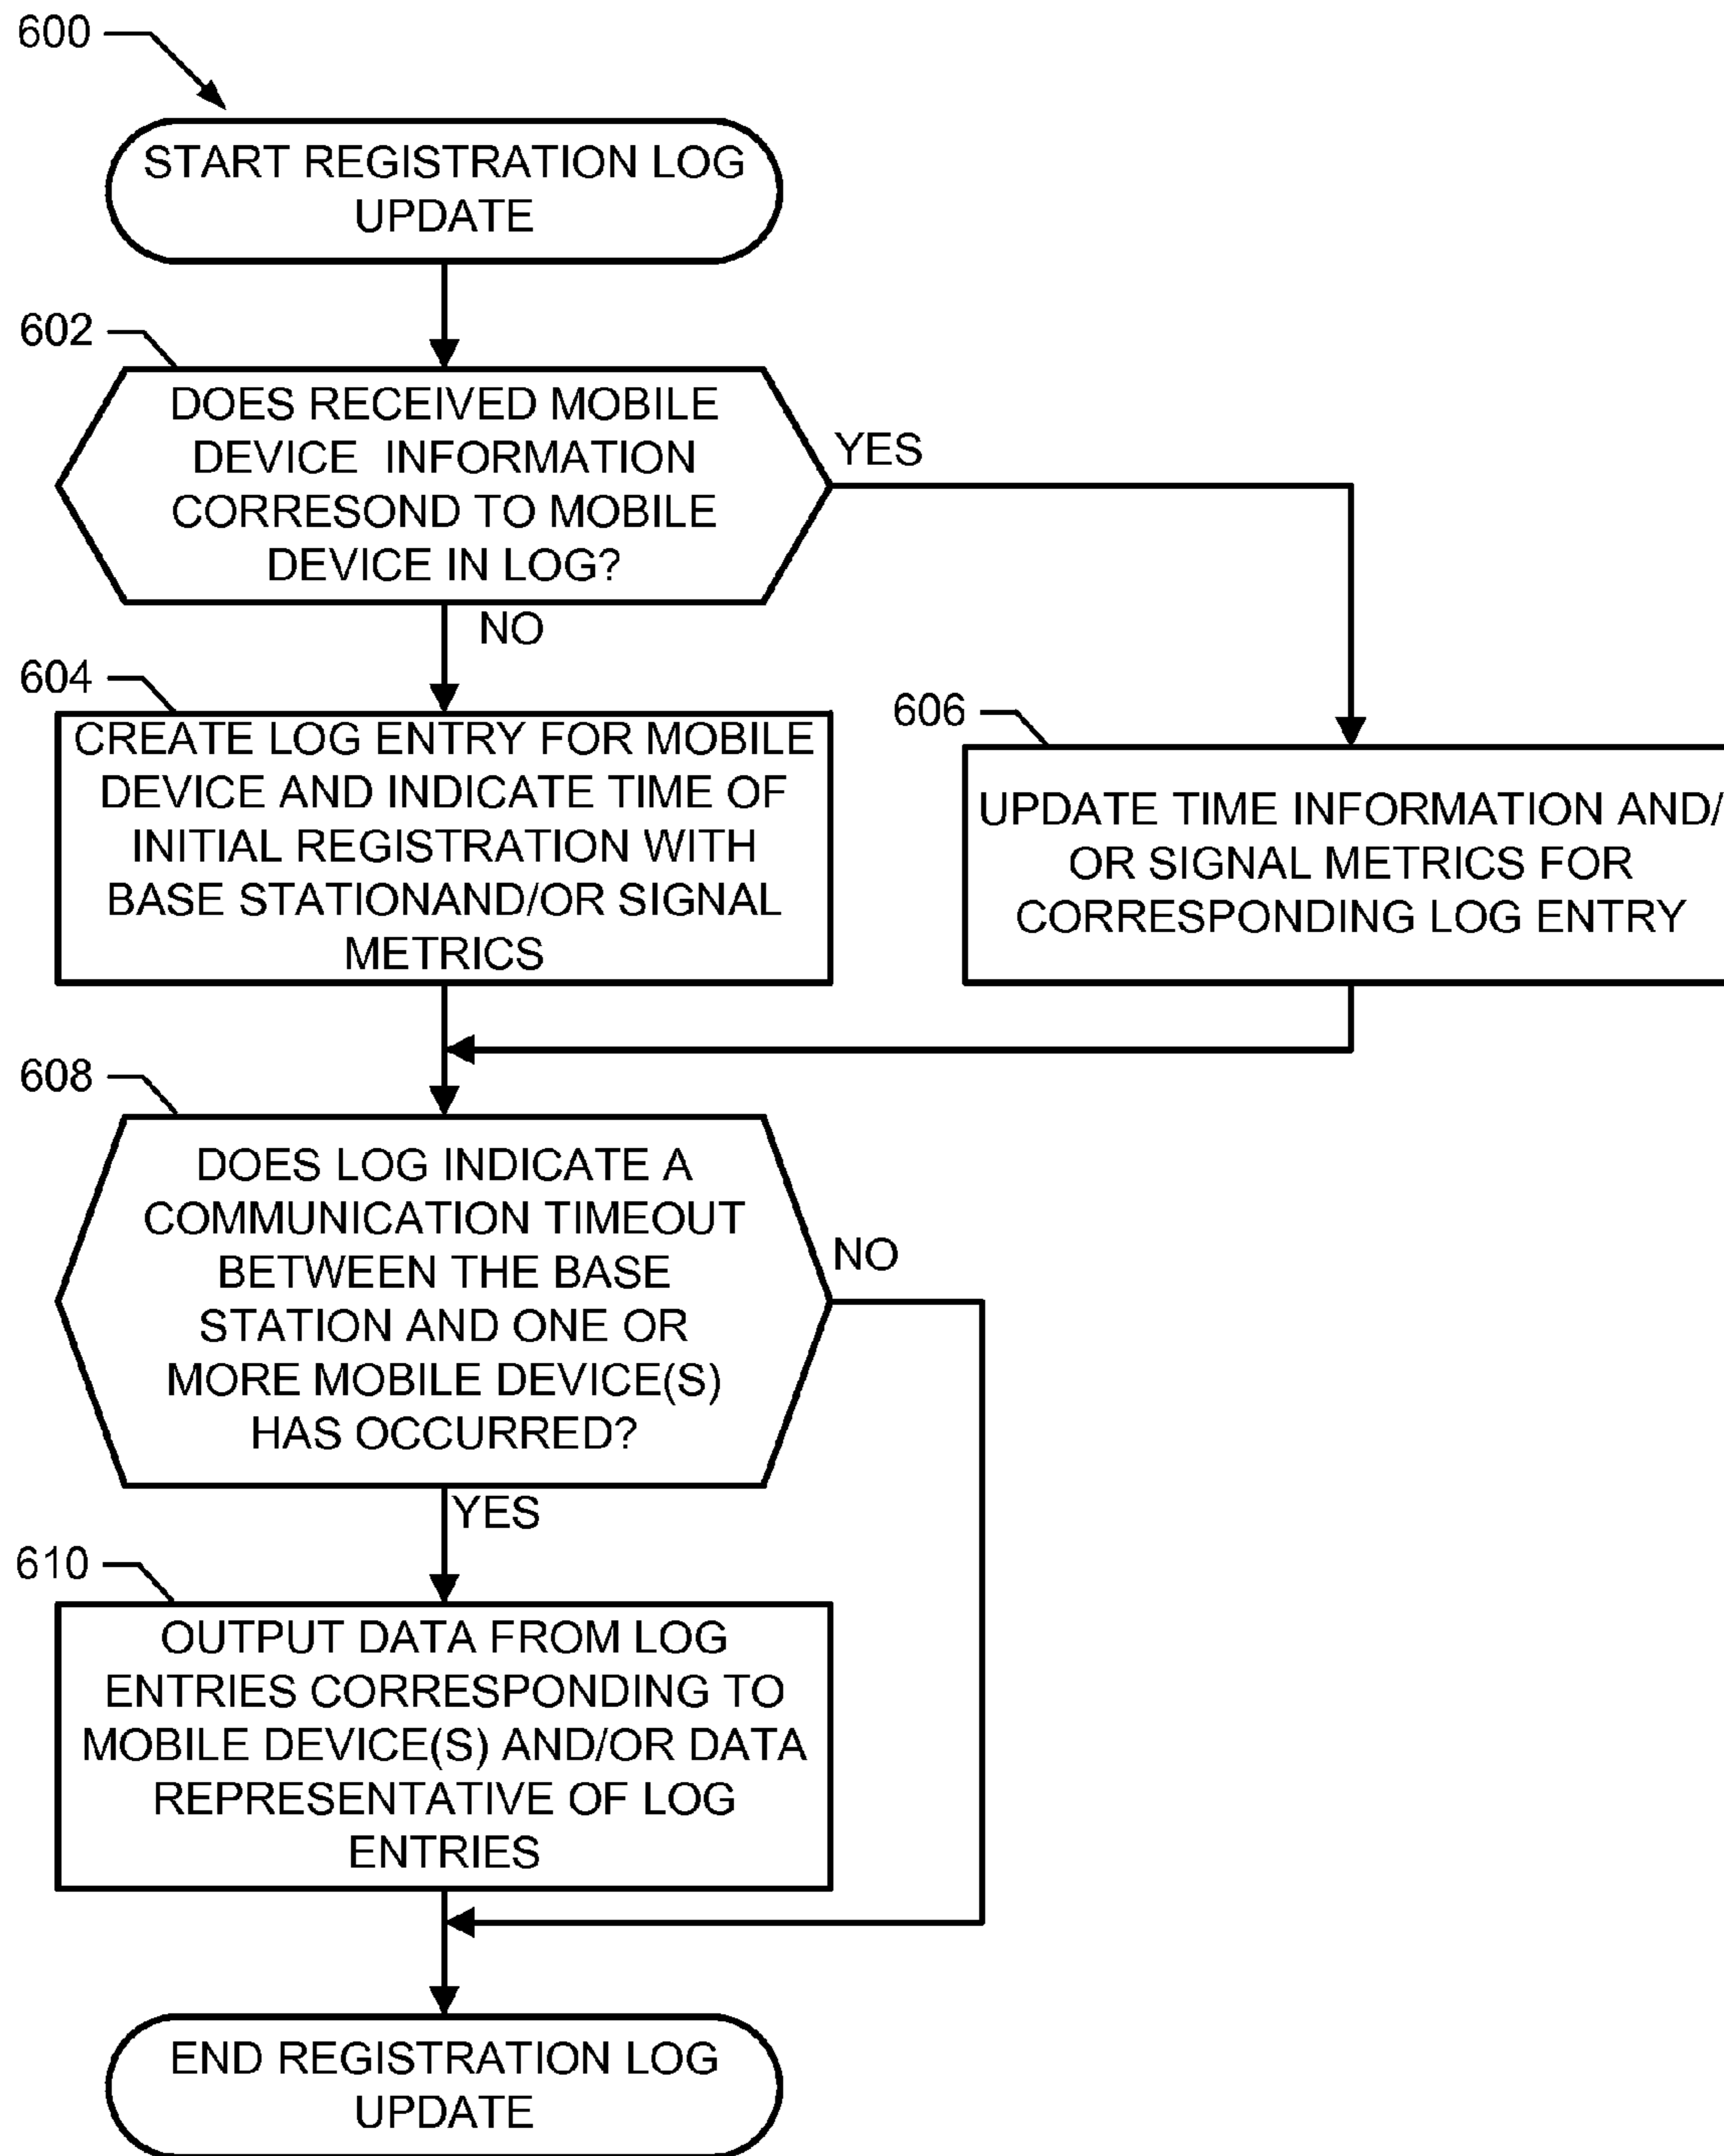 600
START REGISTRATION LOG
UPDATE
602
DOES RECEIVED MOBILE
DEVICE INFORMATION
CORRESOND TO MOBILE
DEVICE IN LOG?
YES
NO
604
CREATE LOG ENTRY FOR MOBILE
DEVICE AND INDICATE TIME OF
INITIAL REGISTRATION WITH
BASE STATIONAND/OR SIGNAL
METRICS
606
UPDATE TIME INFORMATION AND/
OR SIGNAL METRICS FOR
CORRESPONDING LOG ENTRY
608
DOES LOG INDICATE A
COMMUNICATION TIMEOUT
BETWEEN THE BASE
STATION AND ONE OR
MORE MOBILE DEVICE(S)
HAS OCCURRED?
NO
YES
610
OUTPUT DATA FROM LOG
ENTRIES CORRESPONDING TO
MOBILE DEVICE(S) AND/OR DATA
REPRESENTATIVE OF LOG
ENTRIES
END REGISTRATION LOG
UPDATE